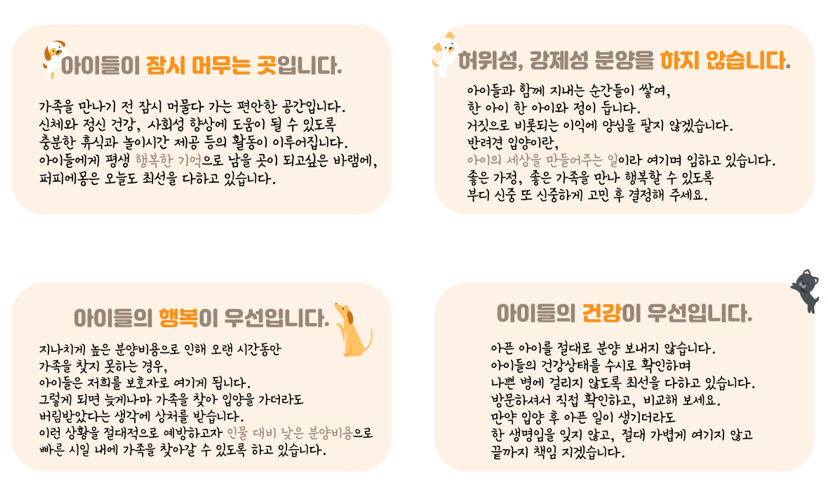 아이들이 잠시 머무는 곳입니다.
가족을 만나기 전 잠시 머물다 가는 편안한 공간입니다.
신체와 정신 건강, 사회성 향상에 도움이 될 수 있도록
충분한 휴식과 놀이시간 제공 등의 활동이 이루어집니다.
아이들에게 평생 행복한 기억으로 남을 곳이 되고싶은 바램에,
퍼피에몽은 오늘도 최선을 다하고 있습니다.
허위성, 강제성 분양을 하지 않습니다.
아이들과 함께 지내는 순간들이 쌓여,
한 아이 한 아이와 정이 듭니다.
거짓으로 비롯되는 이익에 양심을 팔지 않겠습니다.
반려견 입양이란,
아이의 세상을 만들어주는 일이라 여기며 임하고 있습니다.
좋은 가정, 좋은 가족을 만나 행복할 수 있도록
부디 신중 또 신중하게 고민 후 결정해 주세요.
아이들의 행복이 우선입니다.
지나치게 높은 분양비용으로 인해 오랜 시간동안
가족을 찾지 못하는 경우,
아이들은 저희를 보호자로 여기게 됩니다.
그렇게 되면 늦게나마 가족을 찾아 입양을 가더라도
버림받았다는 생각에 상처를 받습니다.
이런 상황을 절대적으로 예방하고자 인물 대비 낮은 분양비용으로
빠른 시일 내에 가족을 찾아갈 수 있도록 하고 있습니다.
아이들의 건강이 우선입니다.
아픈 아이를 절대로 분양 보내지 않습니다.
아이들의 건강상태를 수시로 확인하며
나쁜 병에 걸리지 않도록 최선을 다하고 있습니다.
방문하셔서 직접 확인하고, 비교해 보세요.
만약 입양 후 아픈 일이 생기더라도
한 생명임을 잊지 않고, 절대 가볍게 여기지 않고
끝까지 책임 지겠습니다.